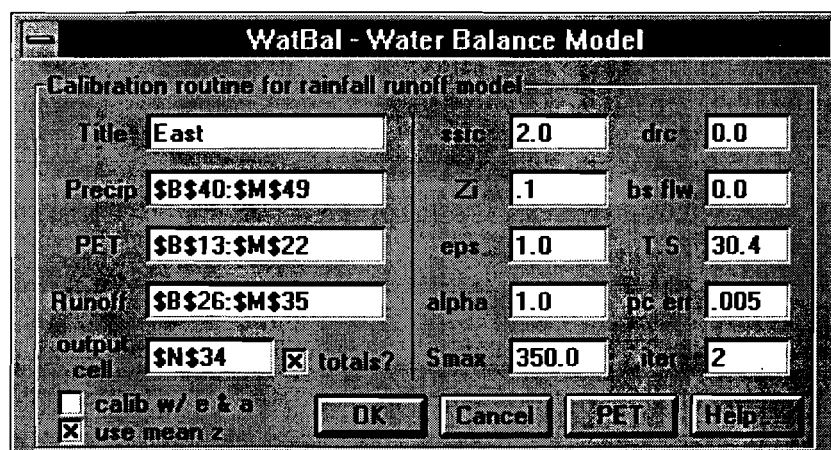 WatBal - Water Balance Model
Calibration routine for rainfall runoff model
Title East ssrc 2.0 drc 0.0
Precip $B$40:$M$49 Zi .1 bs flw. 0.0
PET $B$13:$M$22 eps 1.0 T.S 30.4
Runoff $B$26:$M$35 alpha 1.0 pc err .005
output cell $N$34 totals? Smax 350.0 iter 2
calib w/ e & a
use mean z
OK Cancel PET Help